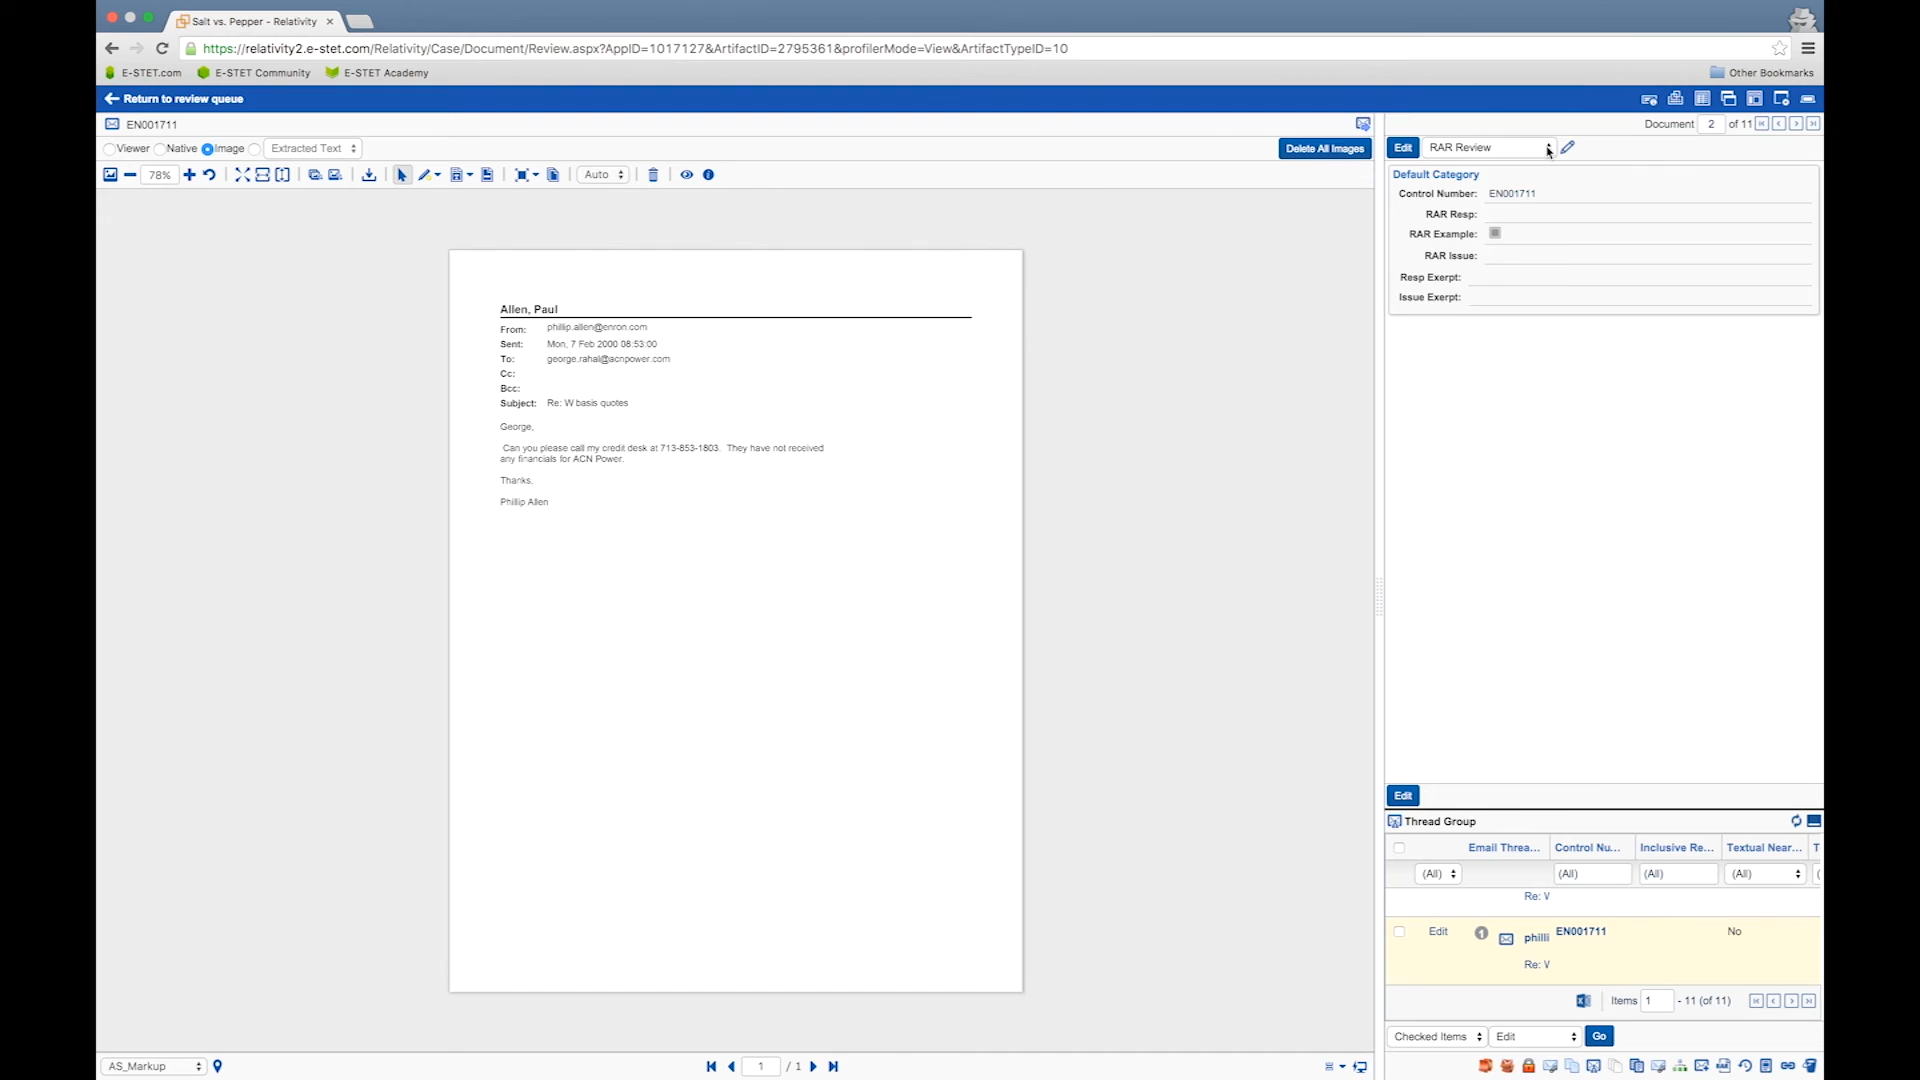 Salt vs. Pepper - Relativity
https://relativity2.e-stet.com/Relativity/Case/Document/Review.aspx?AppID=1017127&ArtifactID=2795361&profilerMode=View&ArtifactTypeID=10
E-STET.com E-STET Community E-STET Academy Other Bookmarks
Return to review queue
EN001711 Document 2 of 11
Viewer Native Image Extracted Text Delete All Images Edit RAR Review
78% Auto
Default Category
Control Number: EN001711
RAR Resp:
RAR Example:
RAR Issue:
Resp Exerpt:
Issue Exerpt:
Allen, Paul
From: phillip.allen@enron.com
Sent: Mon, 7 Feb 2000 08:53:00
To: george.rahal@acnpower.com
Cc:
Bcc:
Subject: Re: W basis quotes
George,
Can you please call my credit desk at 713-853-1803. They have not received
any financials for ACN Power.
Thanks,
Phillip Allen
Edit
Thread Group
Email Threa... Control Nu... Inclusive Re... Textual Near... T
(All) (All) (All) (All) (
Re: V
Edit 1 philli EN001711 No
Re: V
Items 1 - 11 (of 11)
Checked Items Edit Go
AS_Markup 1 / 1